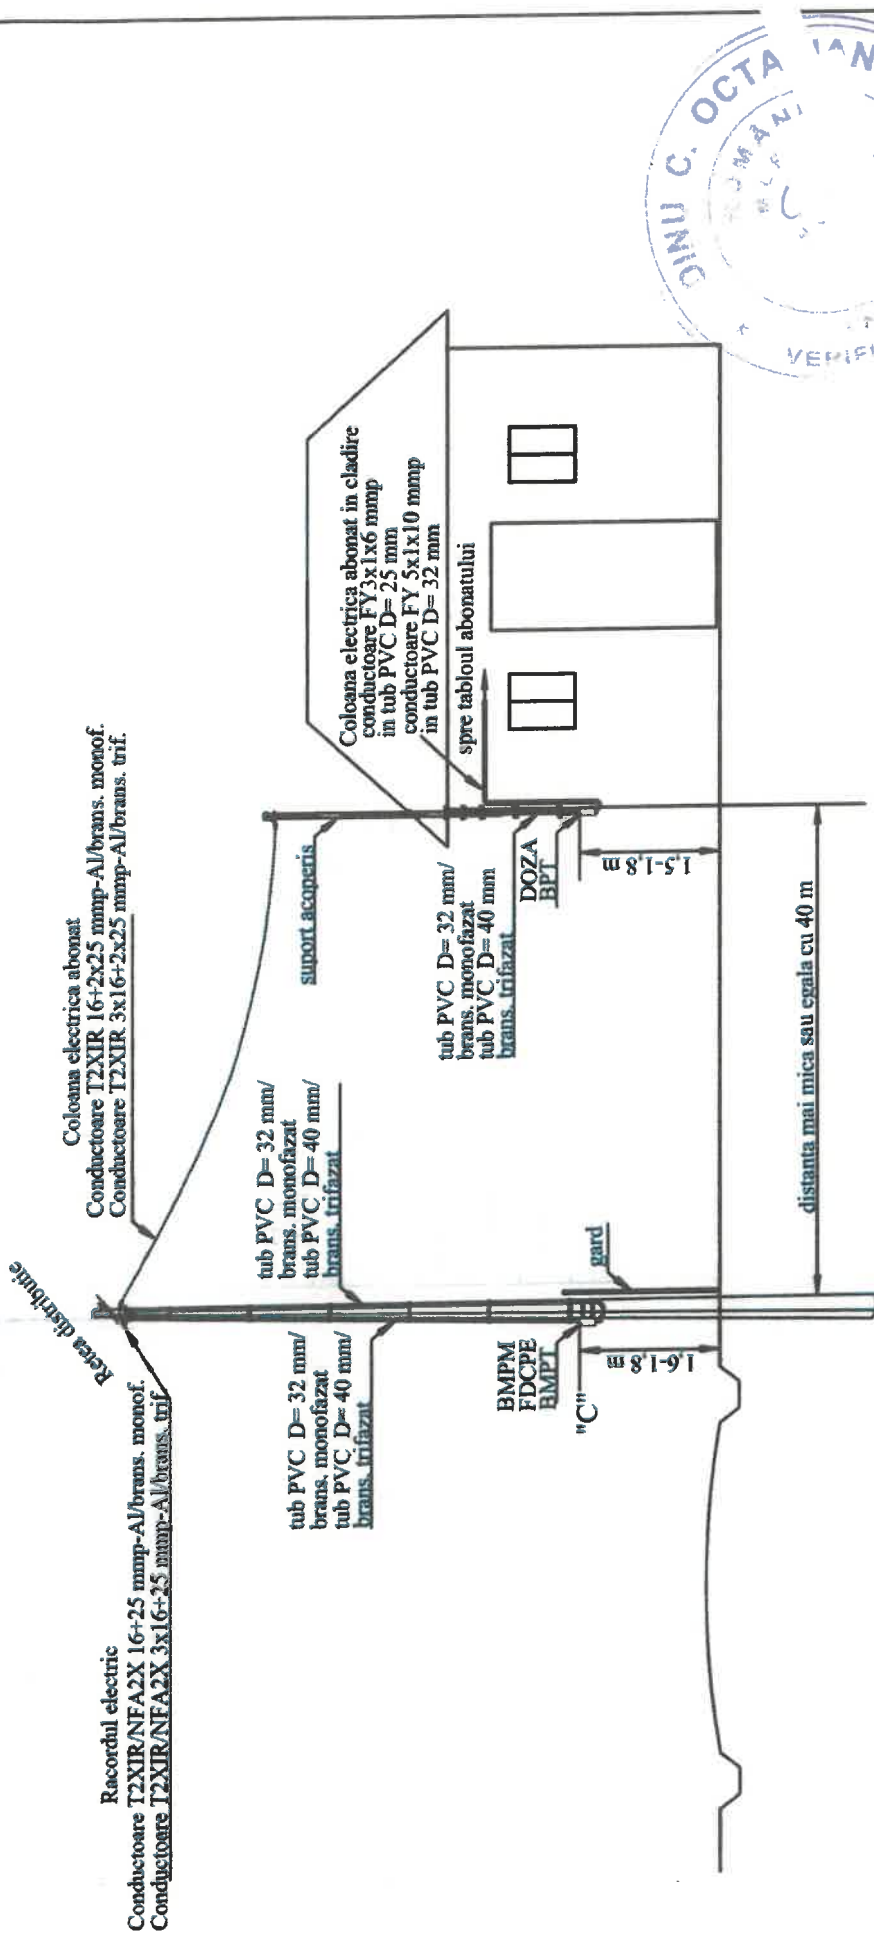 Retea distributie
Racordul electric
Conductoare T2XIR/NFA2X 16+25 mmp-Al/brans. monof.
Conductoare T2XIR/NFA2X 3x16+25 mmp-Al/brans. trif.
Coloana electrica abonat
Conductoare T2XIR 16+2x25 mmp-Al/brans. monof.
Conductoare T2XIR 3x16+2x25 mmp-Al/brans. trif.
tub PVC D= 32 mm/
brans. monofazat
tub PVC D= 40 mm/
brans. trifazat
tub PVC D= 32 mm/
brans. monofazat
tub PVC D= 40 mm/
brans. trifazat
suport acoperis
Coloana electrica abonat in cladire
conductoare FY3x1x6 mmp
in tub PVC D= 25 mm
conductoare FY 5x1x10 mmp
in tub PVC D= 32 mm
spre tabloul abonatului
tub PVC D= 32 mm/
brans. monofazat
tub PVC D= 40 mm
brans. trifazat
DOZA
BPT
BMPM
FDCPE
BMPT
"C"
gard
1,6-1,8 m
1,5-1,8 m
distanta mai mica sau egala cu 40 m
DINU C.